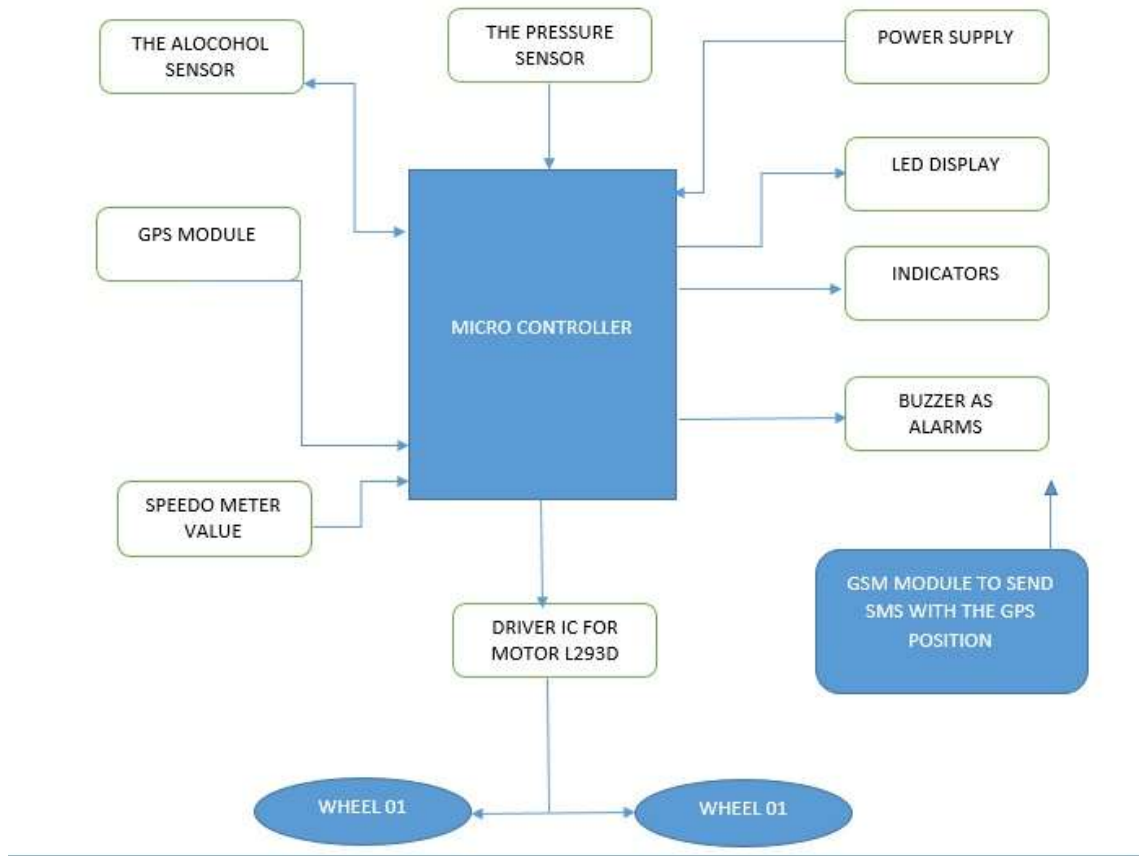 THE ALOCOHOL
SENSOR
THE PRESSURE
SENSOR
POWER SUPPLY
LED DISPLAY
GPS MODULE
INDICATORS
MICRO CONTROLLER
BUZZER AS
ALARMS
SPEEDO METER
VALUE
GSM MODULE TO SEND
SMS WITH THE GPS
POSITION
DRIVER IC FOR
MOTOR L293D
WHEEL 01
WHEEL 01